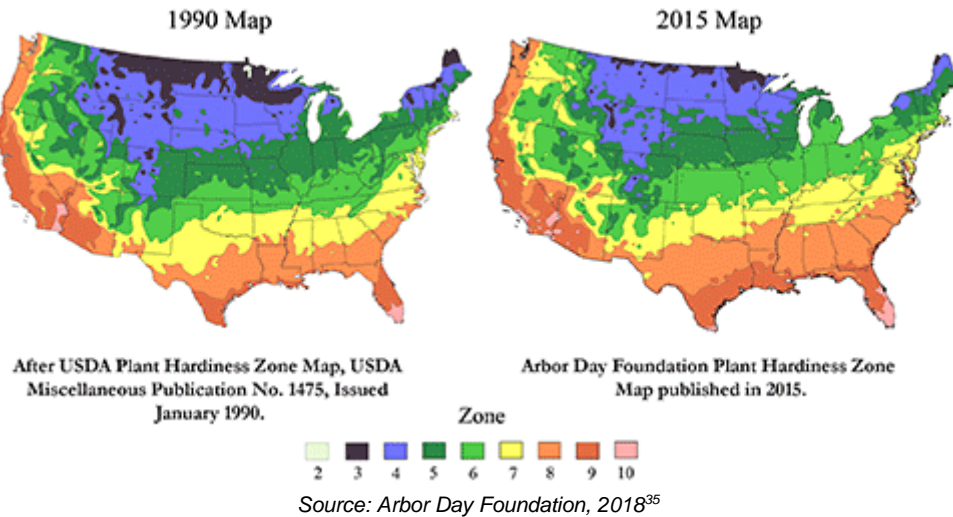 1990 Map
2015 Map
After USDA Plant Hardiness Zone Map, USDA
Miscellaneous Publication No. 1475, Issued
January 1990.
Arbor Day Foundation Plant Hardiness Zone
Map published in 2015.
Zone
2 3 4 5 6 7 8 9 10
Source: Arbor Day Foundation, 2018³⁵